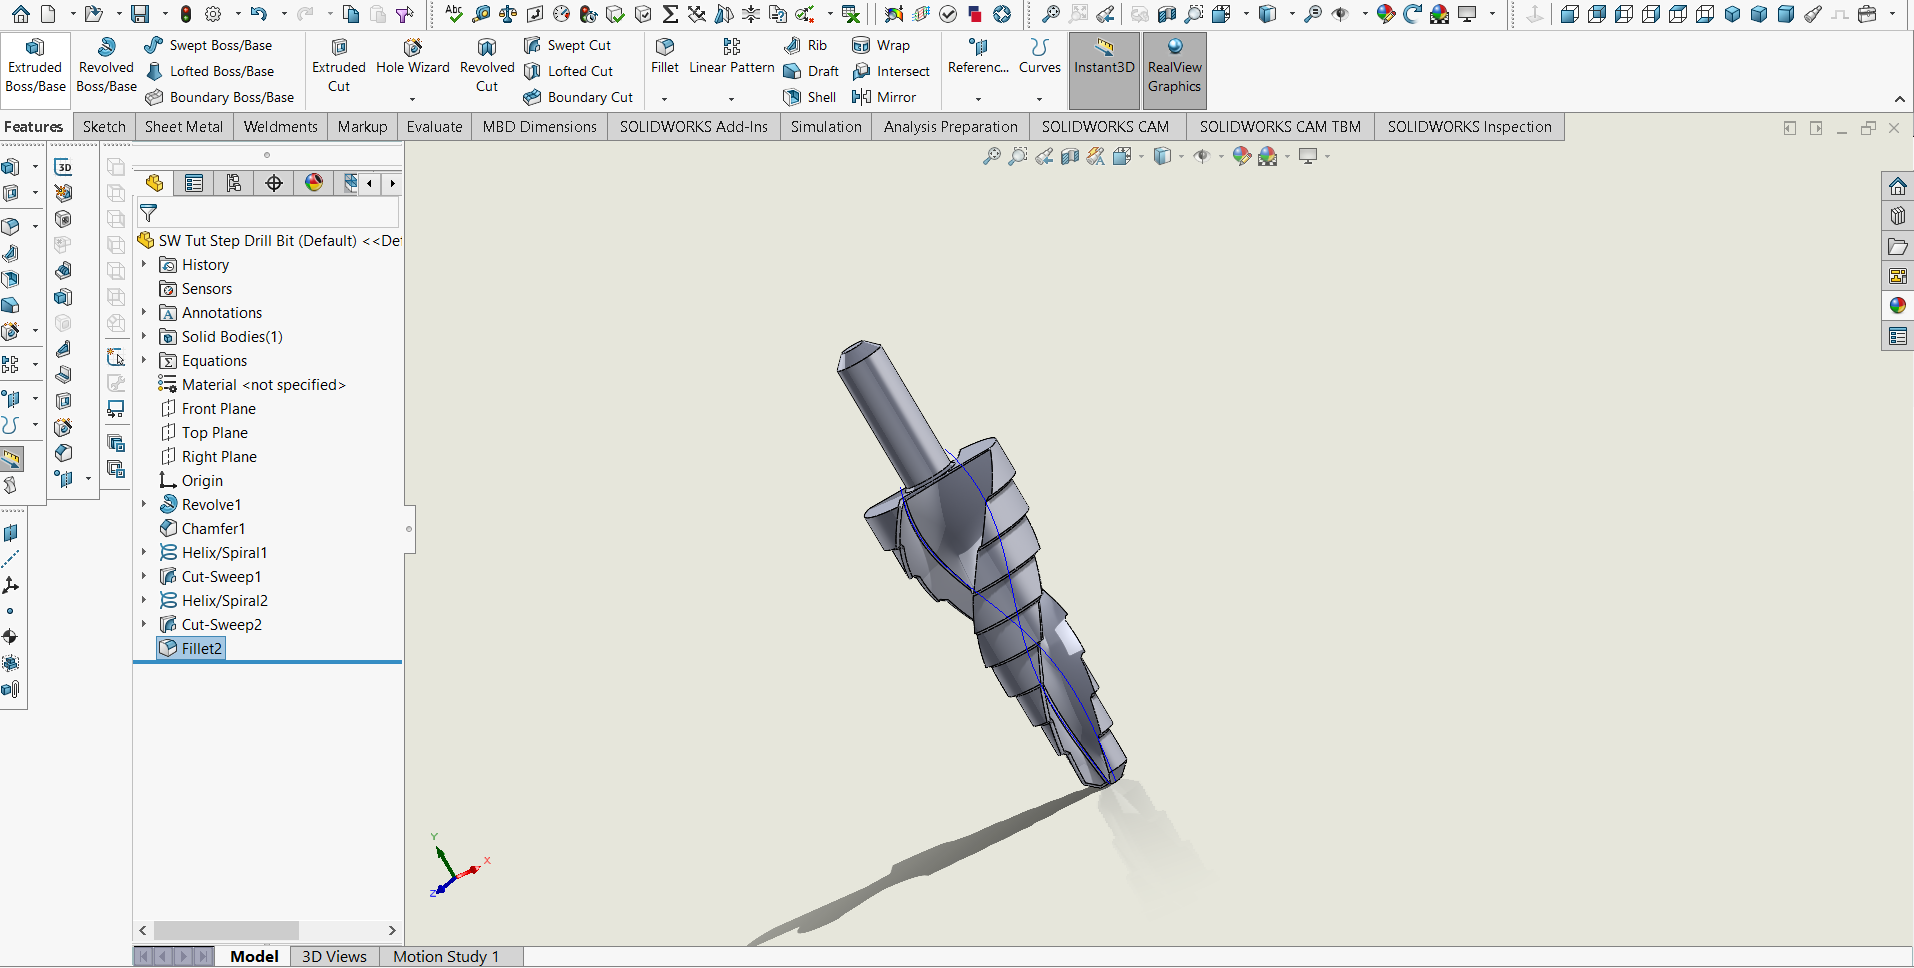 Abc
Extruded Boss/Base
Revolved Boss/Base
Swept Boss/Base
Lofted Boss/Base
Boundary Boss/Base
Extruded Cut
Hole Wizard
Revolved Cut
Swept Cut
Lofted Cut
Boundary Cut
Fillet
Linear Pattern
Rib
Draft
Shell
Wrap
Intersect
Mirror
Referenc...
Curves
Instant3D
RealView Graphics
Features
Sketch
Sheet Metal
Weldments
Markup
Evaluate
MBD Dimensions
SOLIDWORKS Add-Ins
Simulation
Analysis Preparation
SOLIDWORKS CAM
SOLIDWORKS CAM TBM
SOLIDWORKS Inspection
3D
SW Tut Step Drill Bit (Default) <<De
History
Sensors
Annotations
Solid Bodies(1)
Equations
Material <not specified>
Front Plane
Top Plane
Right Plane
Origin
Revolve1
Chamfer1
Helix/Spiral1
Cut-Sweep1
Helix/Spiral2
Cut-Sweep2
Fillet2
Y
X
Z
Model
3D Views
Motion Study 1